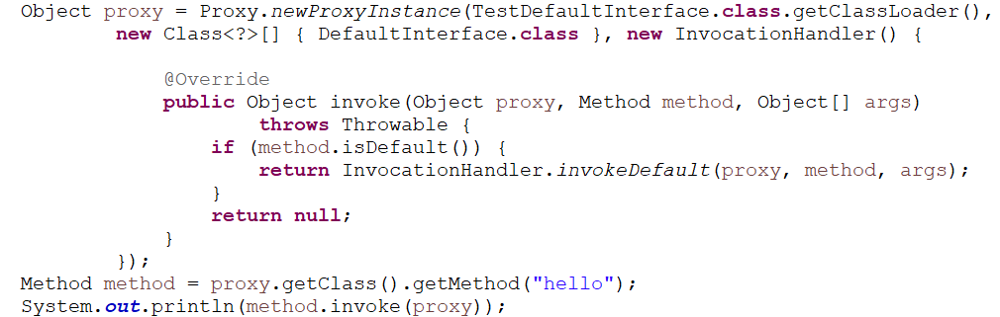 Object proxy = Proxy.newProxyInstance(TestDefaultInterface.class.getClassLoader(),
        new Class<?>[] { DefaultInterface.class }, new InvocationHandler() {

            @Override
            public Object invoke(Object proxy, Method method, Object[] args)
                    throws Throwable {
                if (method.isDefault()) {
                    return InvocationHandler.invokeDefault(proxy, method, args);
                }
                return null;
            }
        });
Method method = proxy.getClass().getMethod("hello");
System.out.println(method.invoke(proxy));